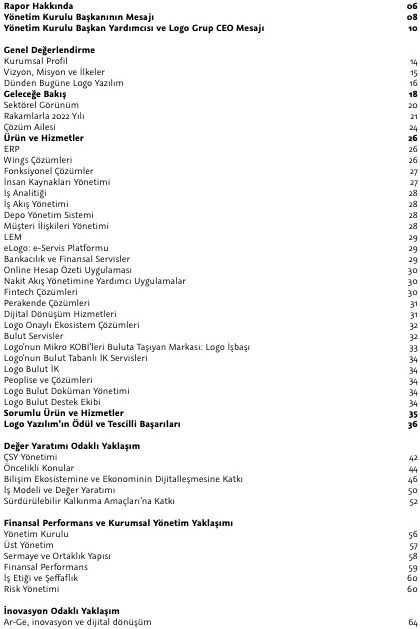 Rapor Hakkında 06
Yönetim Kurulu Başkanının Mesajı 08
Yönetim Kurulu Başkan Yardımcısı ve Logo Grup CEO Mesajı 10
Genel Değerlendirme
Kurumsal Profil 14
Vizyon, Misyon ve İlkeler 15
Dünden Bugüne Logo Yazılım 16
Geleceğe Bakış 18
Sektörel Görünüm 20
Rakamlarla 2022 Yılı 21
Çözüm Ailesi 24
Ürün ve Hizmetler 26
ERP 26
Wings Çözümleri 26
Fonksiyonel Çözümler 27
İnsan Kaynakları Yönetimi 27
İş Analitiği 28
İş Akış Yönetimi 28
Depo Yönetim Sistemi 28
Müşteri İlişkileri Yönetimi 28
LEM 29
eLogo: e-Servis Platformu 29
Bankacılık ve Finansal Servisler 29
Online Hesap Özeti Uygulaması 30
Nakit Akış Yönetimine Yardımcı Uygulamalar 30
Fintech Çözümleri 30
Perakende Çözümleri 31
Dijital Dönüşüm Hizmetleri 31
Logo Onaylı Ekosistem Çözümleri 32
Bulut Servisler 32
Logo'nun Mikro KOBİ'leri Buluta Taşıyan Markası: Logo İşbaşı 33
Logo'nun Bulut Tabanlı İK Servisleri 34
Logo Bulut İK 34
Peoplise ve Çözümleri 34
Logo Bulut Doküman Yönetimi 34
Logo Bulut Destek Ekibi 34
Sorumlu Ürün ve Hizmetler 35
Logo Yazılım'ın Ödül ve Tescilli Başarıları 36
Değer Yaratımı Odaklı Yaklaşım
ÇSY Yönetimi 42
Öncelikli Konular 44
Bilişim Ekosistemine ve Ekonominin Dijitalleşmesine Katkı 46
İş Modeli ve Değer Yaratımı 50
Sürdürülebilir Kalkınma Amaçları'na Katkı 52
Finansal Performans ve Kurumsal Yönetim Yaklaşımı
Yönetim Kurulu 56
Üst Yönetim 57
Sermaye ve Ortaklık Yapısı 58
Finansal Performans 59
İş Etiği ve Şeffaflık 60
Risk Yönetimi 60
İnovasyon Odaklı Yaklaşım
Ar-Ge, inovasyon ve dijital dönüşüm 64